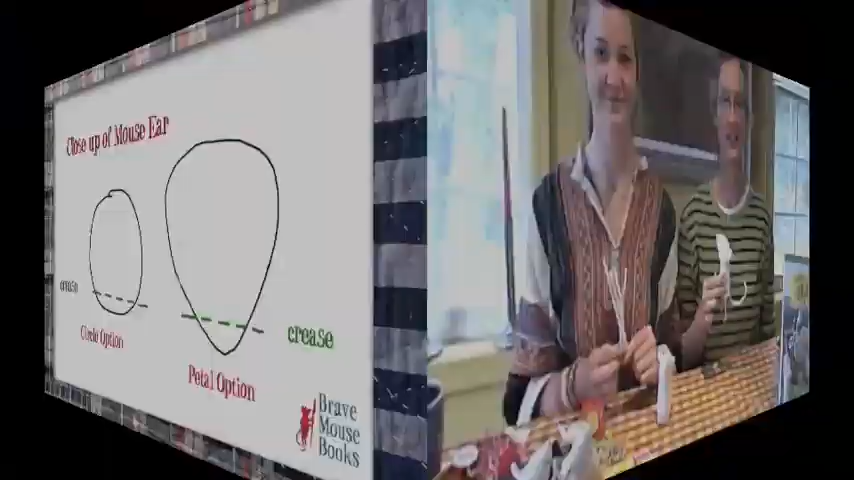 Close up of Mouse Ear
crease
crease
Circle Option
Petal Option
Brave
Mouse
Books